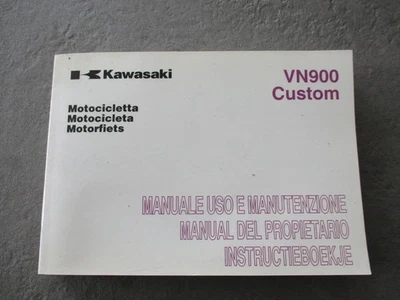 Kawasaki
VN900
Custom
Motocicletta
Motocicleta
Motorfiets
MANUALE USO E MANUTENZIONE
MANUAL DEL PROPIETARIO
INSTRUCTIEBOEKJE